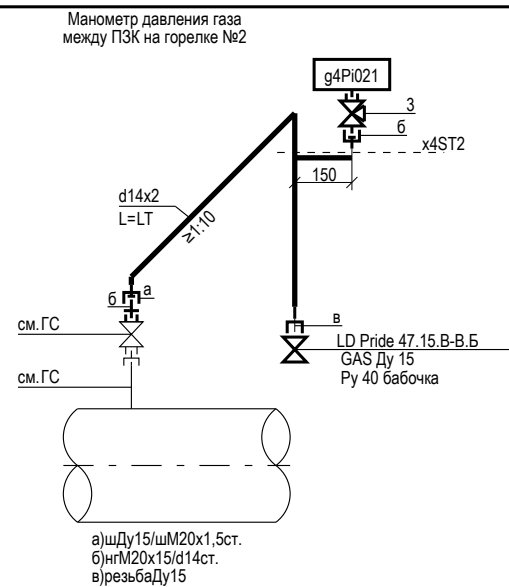 Манометр давления газа
между ПЗК на горелке №2
g4Pi021
3
б
x4ST2
150
d14x2
L=LT
≥1:10
а
б
см.ГС
см.ГС
в
LD Pride 47.15.В-В.Б
GAS Ду 15
Ру 40 бабочка
а)шДу15/шМ20х1,5ст.
б)нгМ20х15/d14ст.
в)резьбаДу15